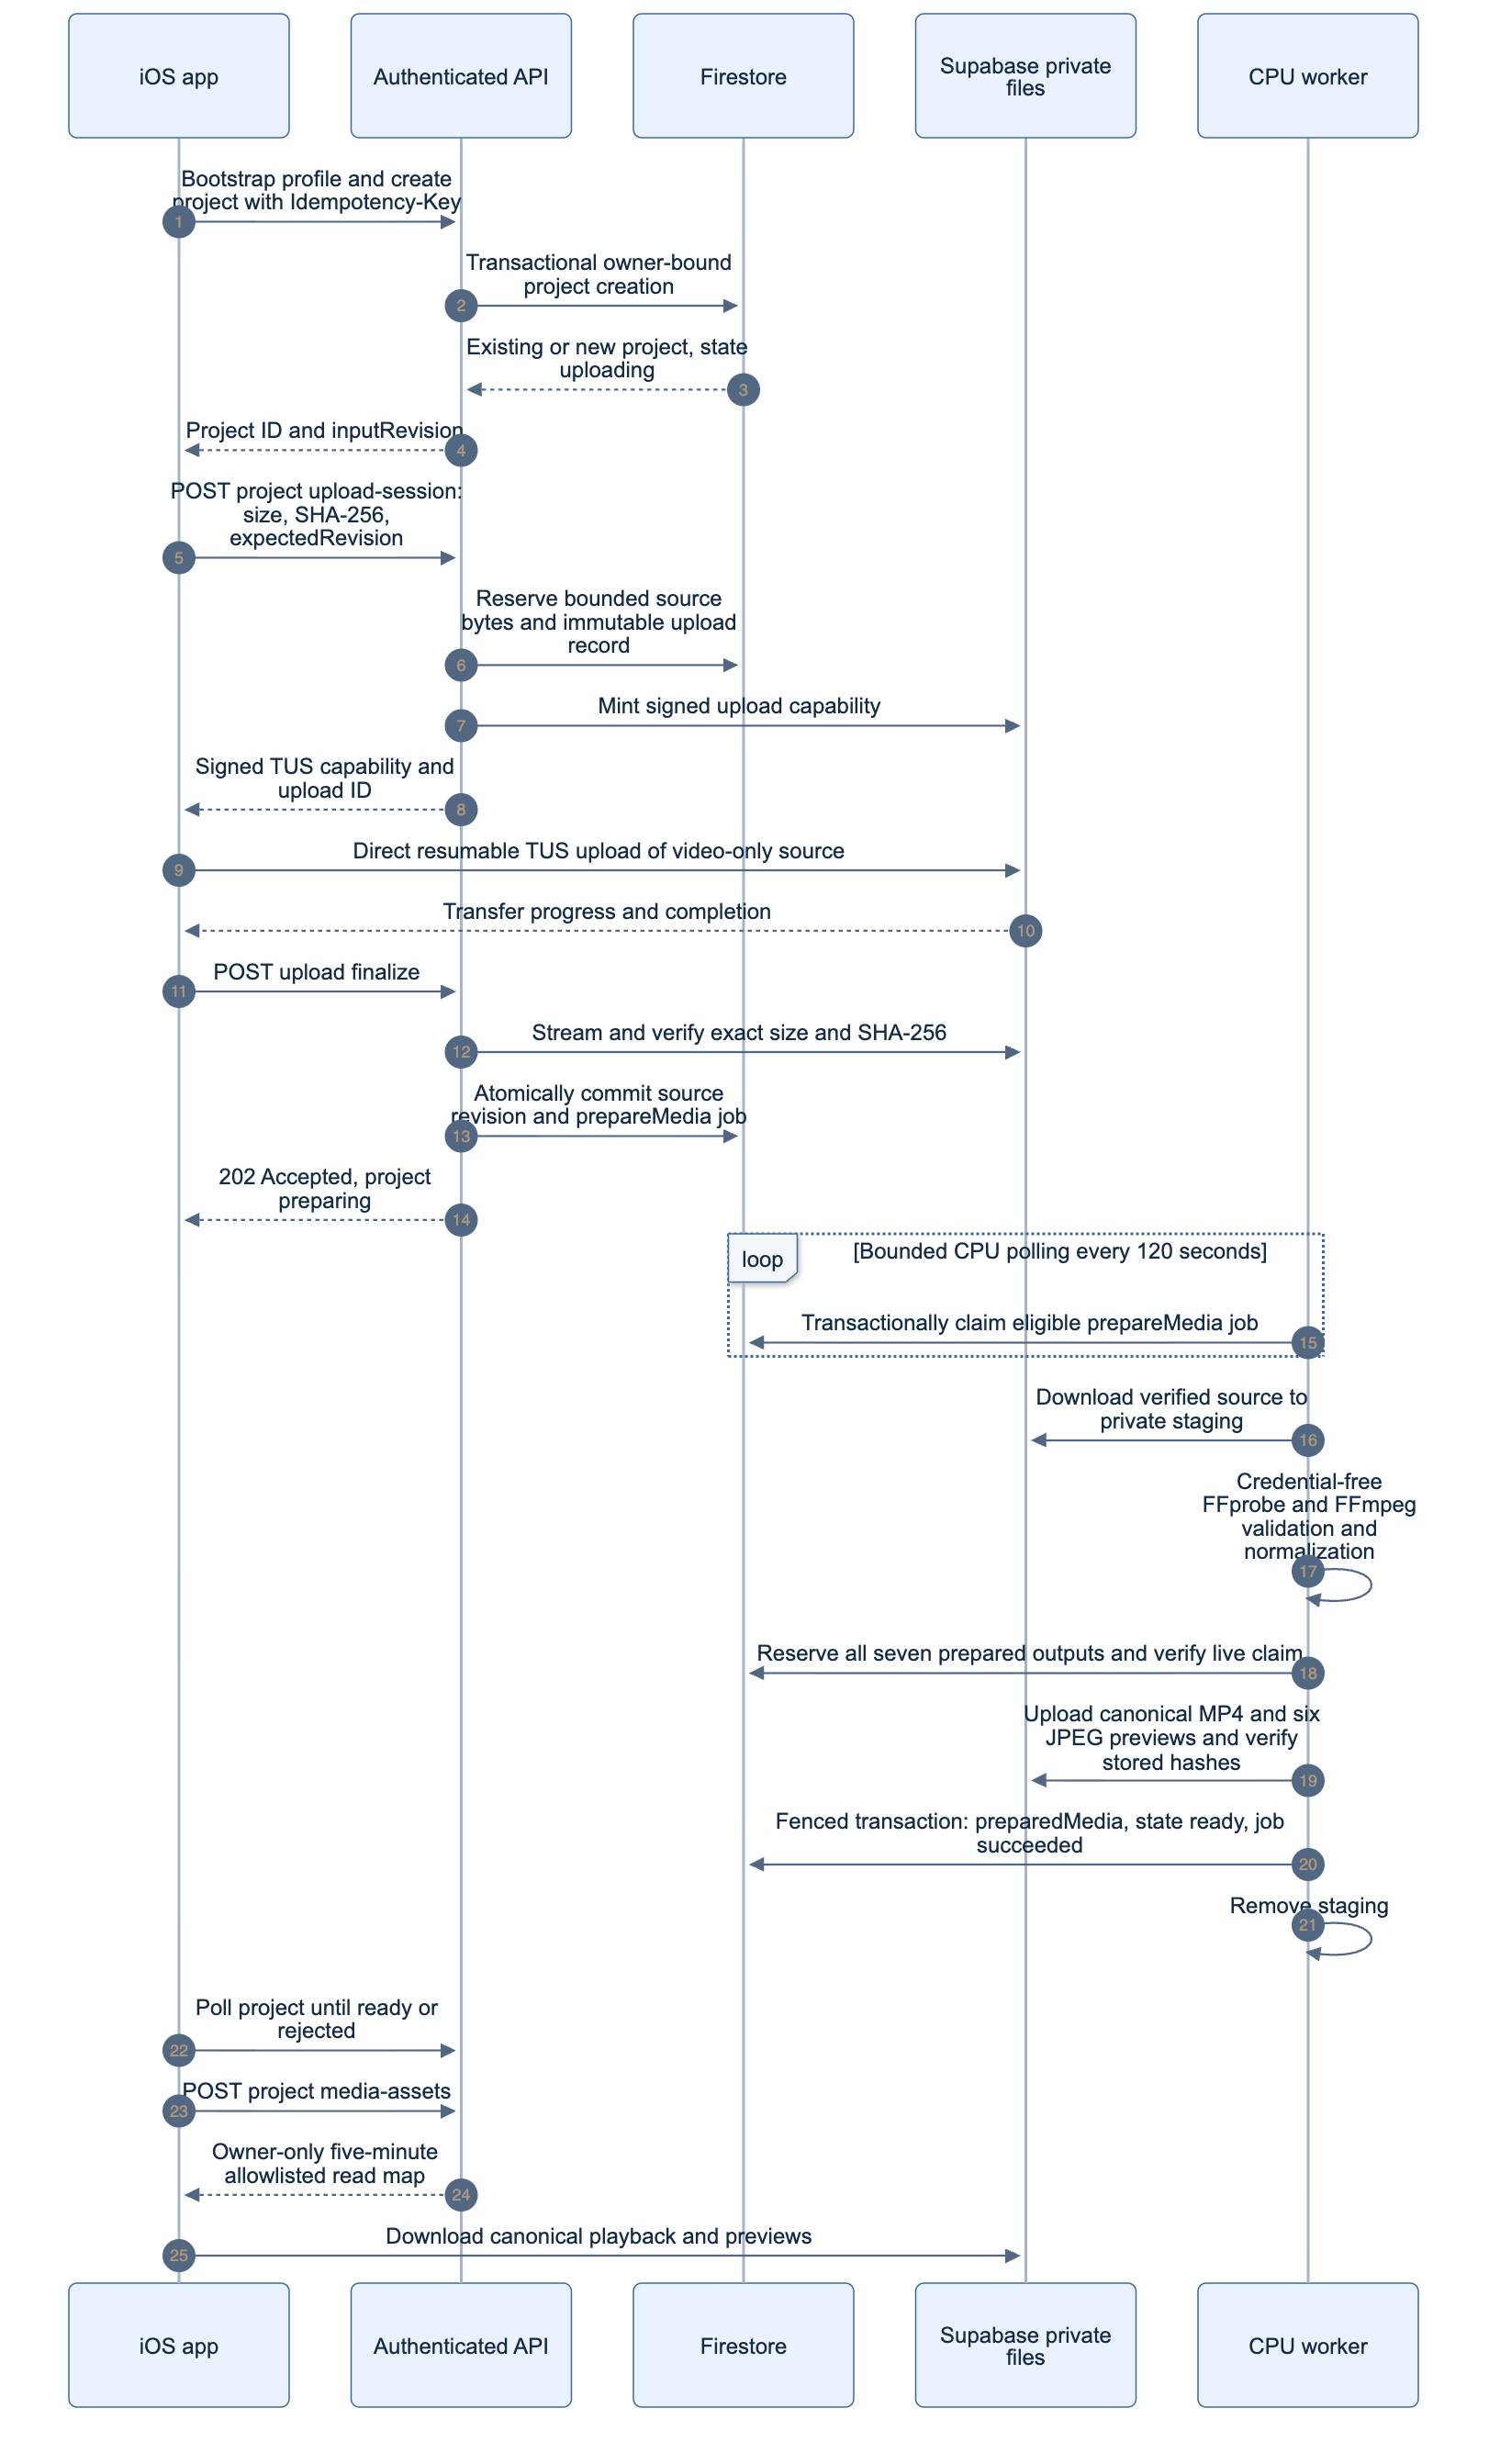 iOS app
Authenticated API
Firestore
Supabase private
files
CPU worker
Bootstrap profile and create
project with Idempotency-Key
1
Transactional owner-bound
project creation
2
Existing or new project, state
uploading
3
Project ID and inputRevision
4
POST project upload-session:
size, SHA-256,
expectedRevision
5
Reserve bounded source
bytes and immutable upload
record
6
Mint signed upload capability
7
Signed TUS capability and
upload ID
8
Direct resumable TUS upload of video-only source
9
Transfer progress and completion
10
POST upload finalize
11
Stream and verify exact size and SHA-256
12
Atomically commit source
revision and prepareMedia job
13
202 Accepted, project
preparing
14
loop
[Bounded CPU polling every 120 seconds]
Transactionally claim eligible prepareMedia job
15
Download verified source to
private staging
16
Credential-free
FFprobe and FFmpeg
validation and
normalization
17
Reserve all seven prepared outputs and verify live claim
18
Upload canonical MP4 and six
JPEG previews and verify
stored hashes
19
Fenced transaction: preparedMedia, state ready, job
succeeded
20
Remove staging
21
Poll project until ready or
rejected
22
POST project media-assets
23
Owner-only five-minute
allowlisted read map
24
Download canonical playback and previews
25
iOS app
Authenticated API
Firestore
Supabase private
files
CPU worker